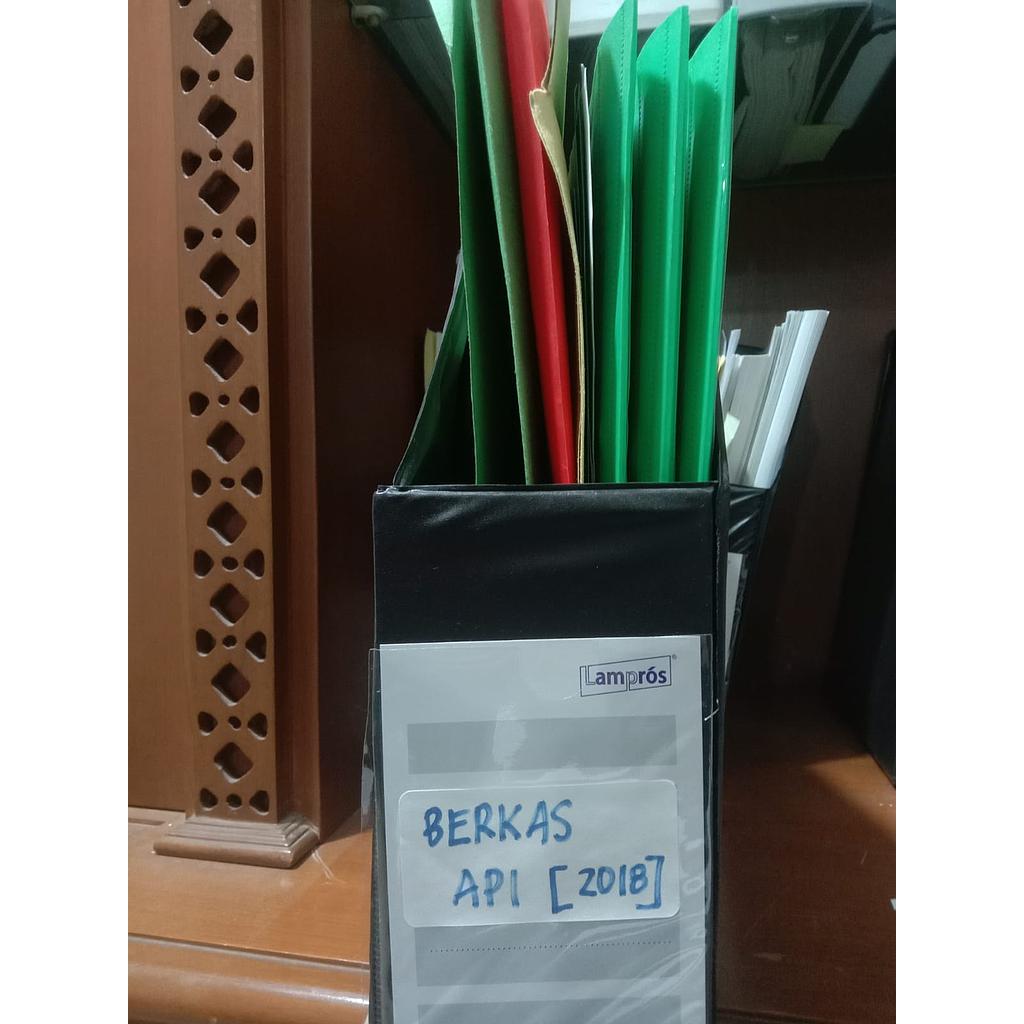 Lamprós®
BERKAS
API [2018]